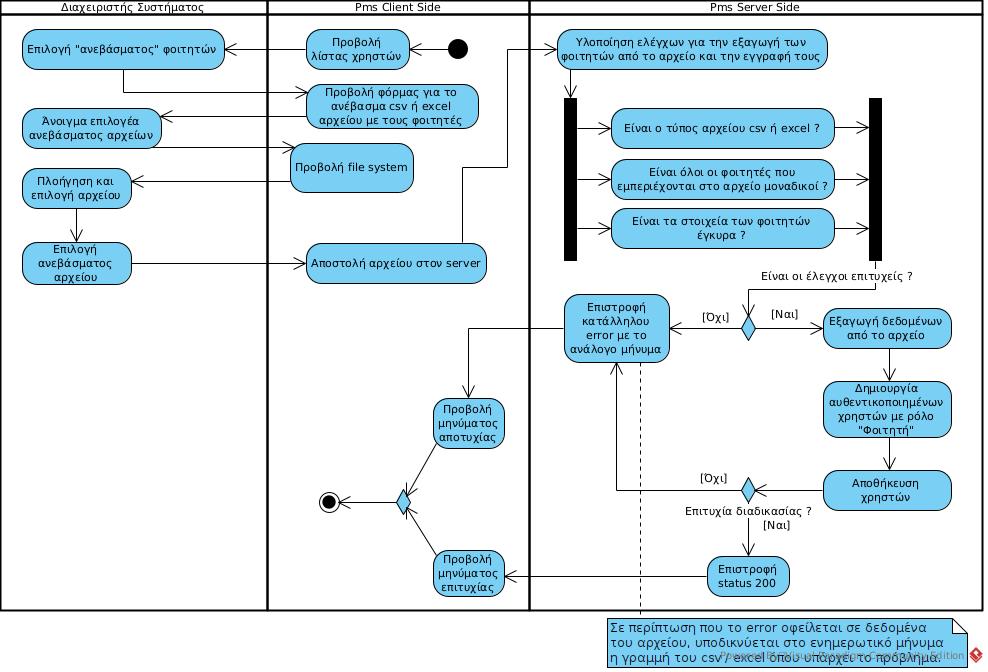 Διαχειριστής Συστήματος
Pms Client Side
Pms Server Side
Επιλογή "ανεβάσματος" φοιτητών
Προβολή
λίστας χρηστών
Υλοποίηση ελέγχων για την εξαγωγή των
φοιτητών από το αρχείο και την εγγραφή τους
Προβολή φόρμας για το
ανέβασμα csv ή excel
αρχείου με τους φοιτητές
Άνοιγμα επιλογέα
ανεβάσματος αρχείων
Είναι ο τύπος αρχείου csv ή excel ?
Προβολή file system
Πλοήγηση και
επιλογή αρχείου
Είναι όλοι οι φοιτητές που
εμπεριέχονται στο αρχείο μοναδικοί ?
Είναι τα στοιχεία των φοιτητών
έγκυρα ?
Επιλογή
ανεβάσματος
αρχείου
Αποστολή αρχείου στον server
Είναι οι έλεγχοι επιτυχείς ?
[Όχι]
[Ναι]
Επιστροφή
κατάλληλου
error με το
ανάλογο μήνυμα
Εξαγωγή δεδομένων
από το αρχείο
Δημιουργία
αυθεντικοποιημένων
χρηστών με ρόλο
"Φοιτητή"
Προβολή
μηνύματος
αποτυχίας
[Όχι]
Αποθήκευση
χρηστών
Επιτυχία διαδικασίας ?
[Ναι]
Προβολή
μηνύματος
επιτυχίας
Επιστροφή
status 200
Σε περίπτωση που το error οφείλεται σε δεδομένα
του αρχείου, υποδικνύεται στο ενημερωτικό μήνυμα
η γραμμή του csv / excel όπου υπάρχει το πρόβλημα.
Powered By Visual Paradigm Community Edition